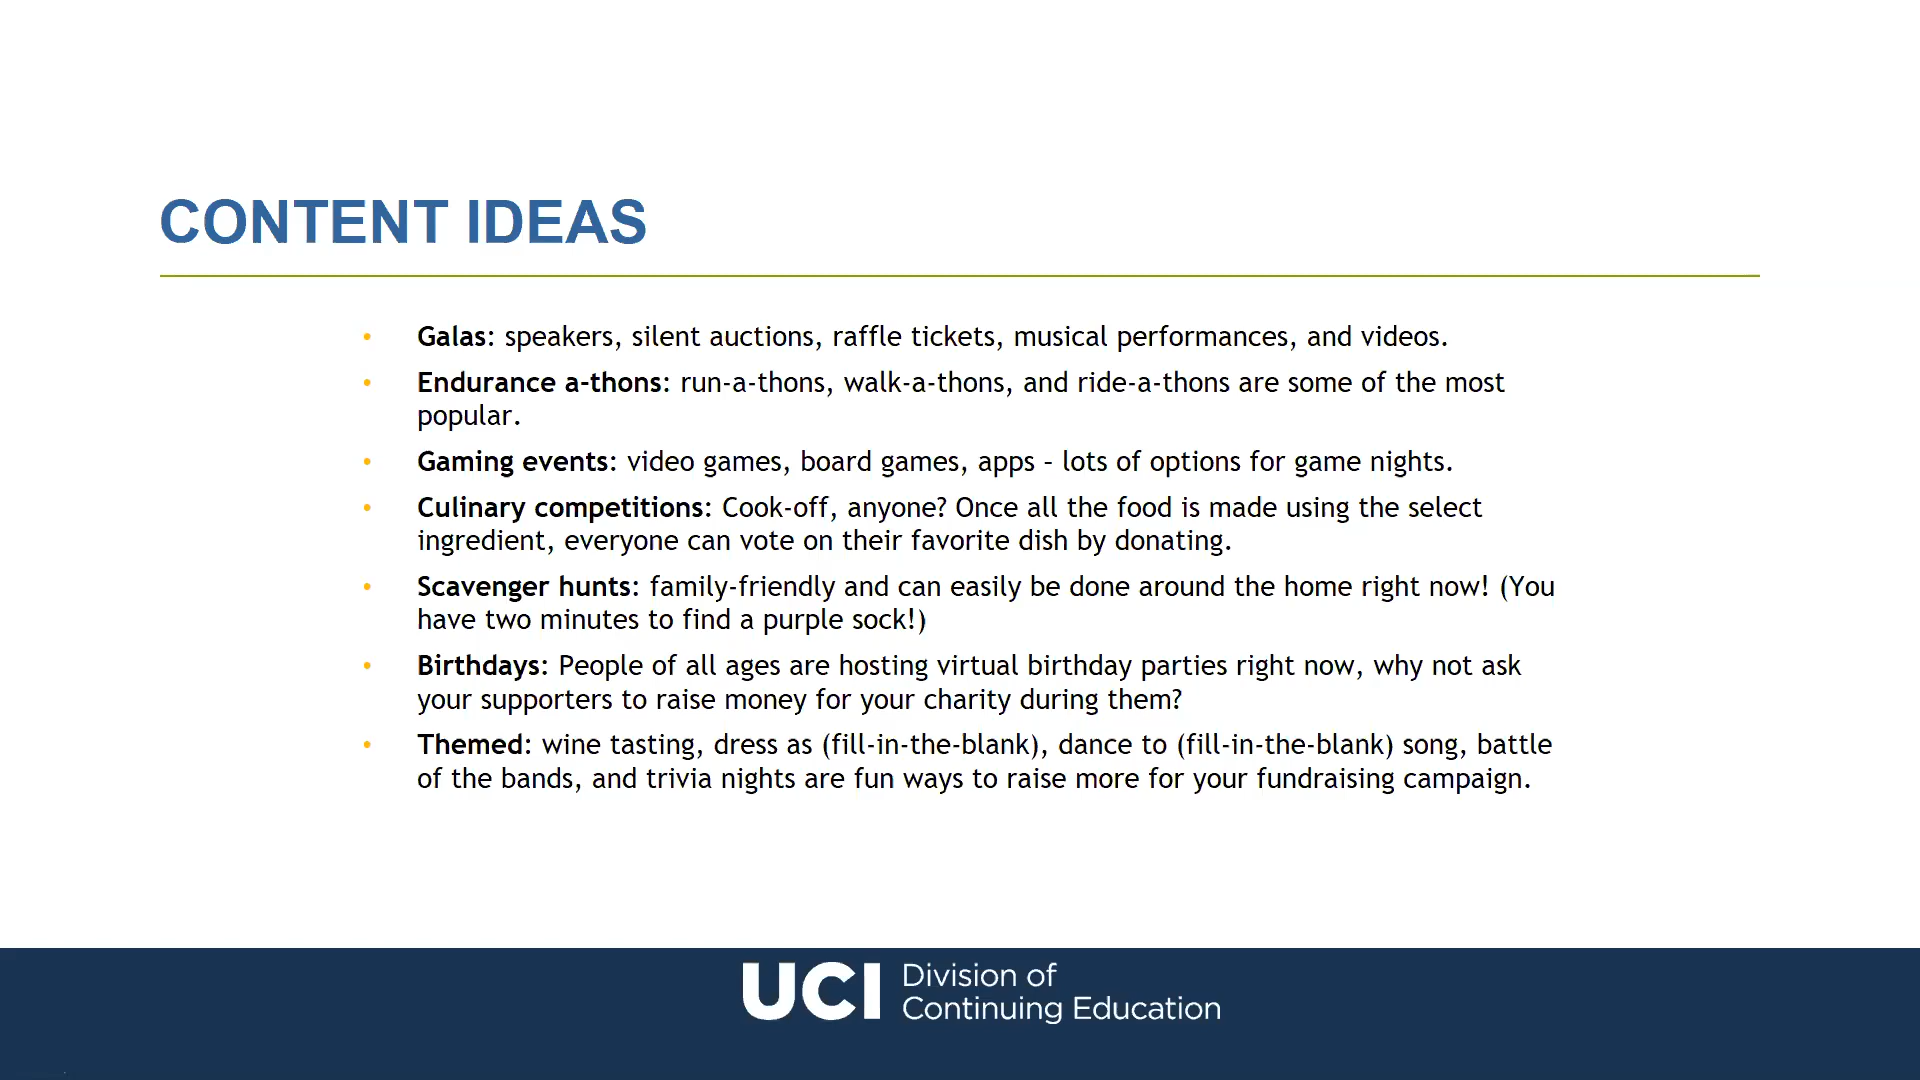 CONTENT IDEAS
• Galas: speakers, silent auctions, raffle tickets, musical performances, and videos.
• Endurance a-thons: run-a-thons, walk-a-thons, and ride-a-thons are some of the most
popular.
• Gaming events: video games, board games, apps – lots of options for game nights.
• Culinary competitions: Cook-off, anyone? Once all the food is made using the select
ingredient, everyone can vote on their favorite dish by donating.
• Scavenger hunts: family-friendly and can easily be done around the home right now! (You
have two minutes to find a purple sock!)
• Birthdays: People of all ages are hosting virtual birthday parties right now, why not ask
your supporters to raise money for your charity during them?
• Themed: wine tasting, dress as (fill-in-the-blank), dance to (fill-in-the-blank) song, battle
of the bands, and trivia nights are fun ways to raise more for your fundraising campaign.
UCI Division of
Continuing Education